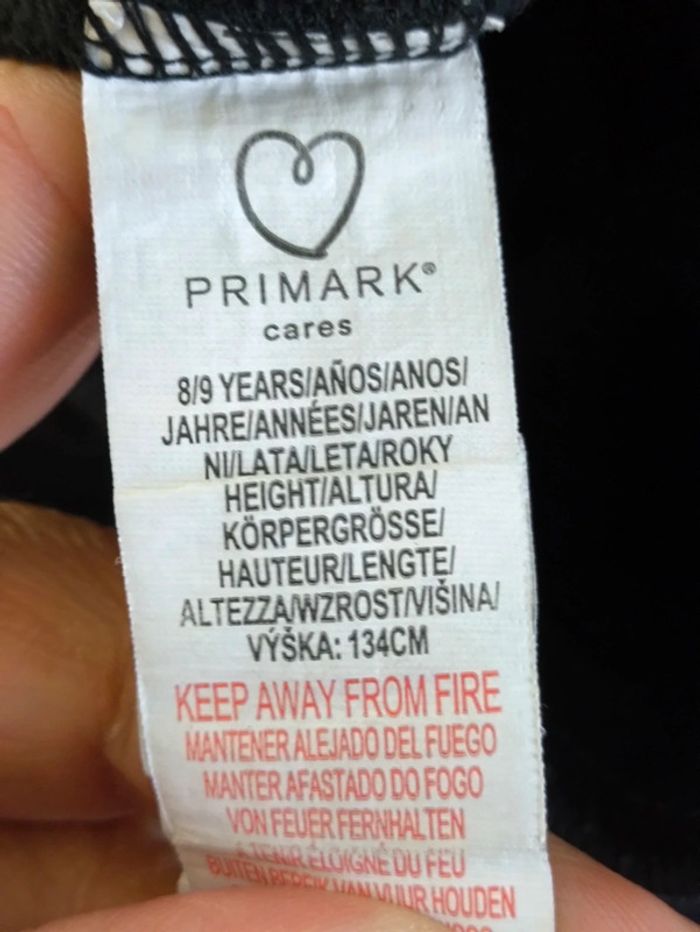 PRIMARK®
cares
8/9 YEARS/AÑOS/ANOS/
JAHRE/ANNÉES/JAREN/AN
NI/LATA/LETA/ROKY
HEIGHT/ALTURA/
KÖRPERGRÖSSE/
HAUTEUR/LENGTE/
ALTEZZA/WZROST/VIŠINA/
VÝŠKA: 134CM
KEEP AWAY FROM FIRE
MANTENER ALEJADO DEL FUEGO
MANTER AFASTADO DO FOGO
VON FEUER FERNHALTEN
TENIR ÉLOIGNÉ DU FEU
BUITEN BEREIK VAN VUUR HOUDEN